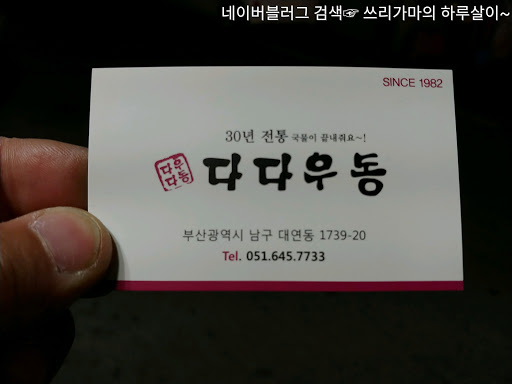 네이버블러그 검색☞ 쓰리가마의 하루살이~
SINCE 1982
30년 전통 국물이 끝내줘요~!
다우
다동
다다우동
부산광역시 남구 대연동 1739-20
Tel. 051.645.7733